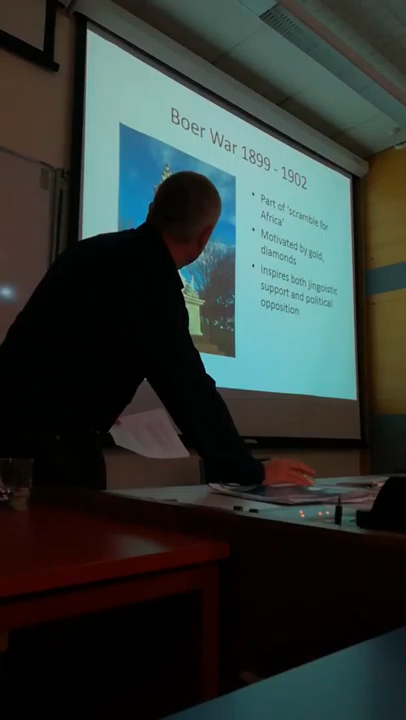 Boer War 1899 - 1902
• Part of 'scramble for
Africa'
• Motivated by gold,
diamonds
• Inspires both jingoistic
support and political
opposition